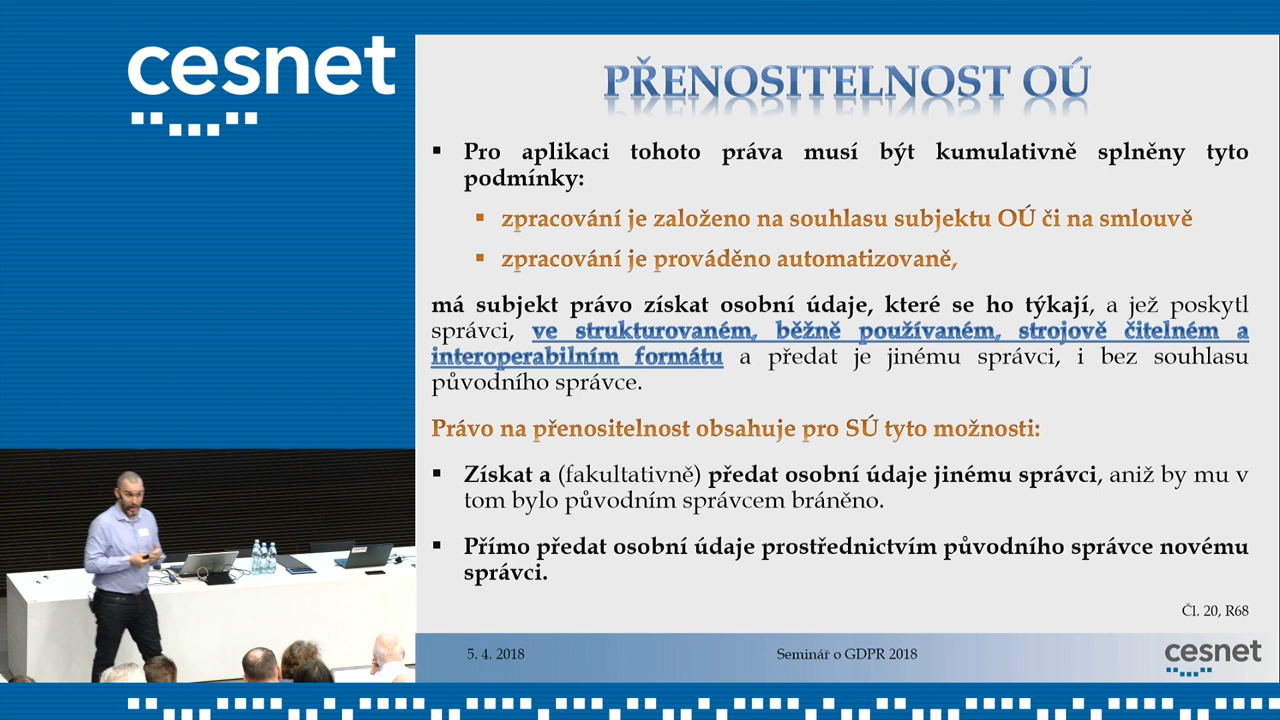 cesnet
PŘENOSITELNOST OÚ
▪ Pro aplikaci tohoto práva musí být kumulativně splněny tyto
podmínky:
▪ zpracování je založeno na souhlasu subjektu OÚ či na smlouvě
▪ zpracování je prováděno automatizovaně,
má subjekt právo získat osobní údaje, které se ho týkají, a jež poskytl
správci, ve strukturovaném, běžně používaném, strojově čitelném a
interoperabilním formátu a předat je jinému správci, i bez souhlasu
původního správce.
Právo na přenositelnost obsahuje pro SÚ tyto možnosti:
▪ Získat a (fakultativně) předat osobní údaje jinému správci, aniž by mu v
tom bylo původním správcem bráněno.
▪ Přímo předat osobní údaje prostřednictvím původního správce novému
správci.
Čl. 20, R68
5. 4. 2018 Seminář o GDPR 2018 cesnet